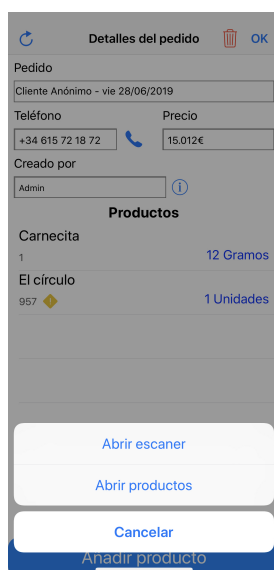 Detalles del pedido OK
Pedido
Cliente Anónimo - vie 28/06/2019
Teléfono Precio
+34 615 72 18 72 15.012€
Creado por
Admin
Productos
Carnecita
1 12 Gramos
El círculo
957 1 Unidades
Abrir escaner
Abrir productos
Cancelar
Añadir producto